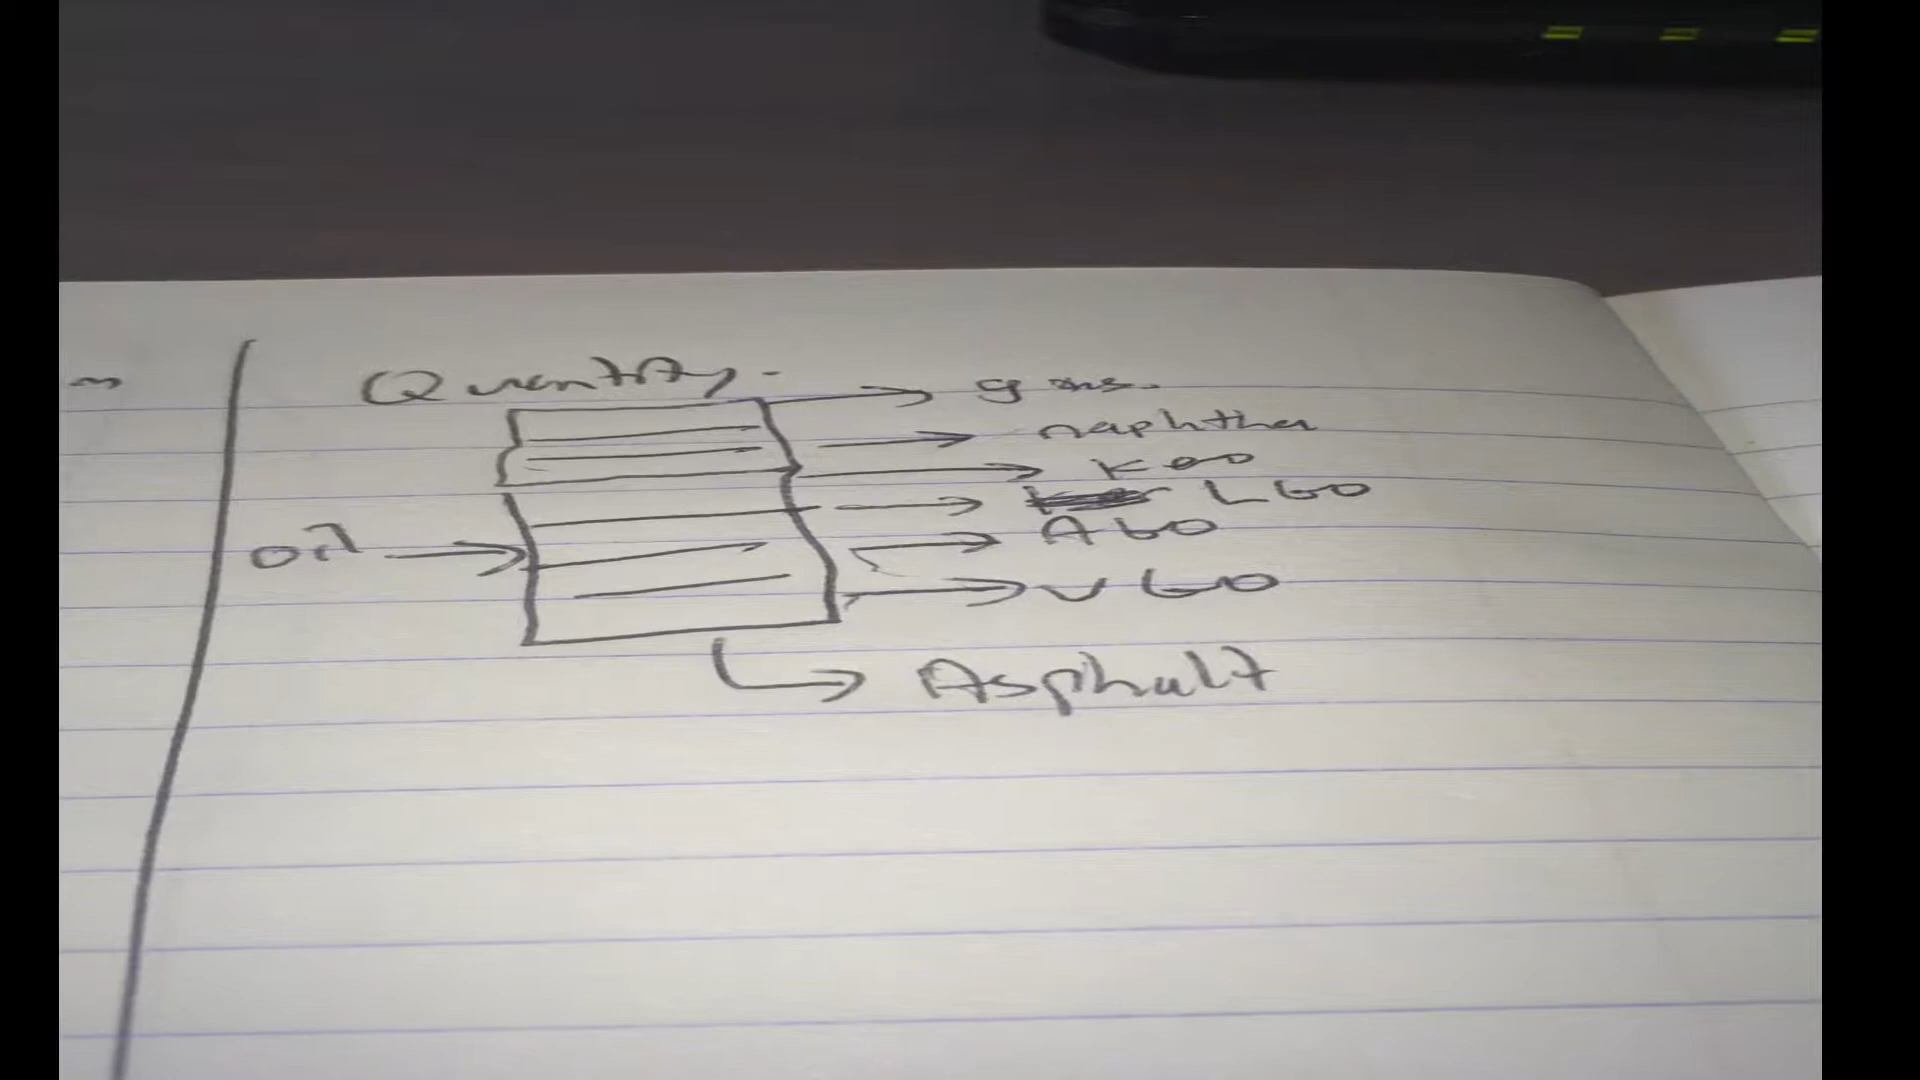 Quantity.
gas.
naphtha
Keo
LGO
oil
AGO
VGO
Asphalt